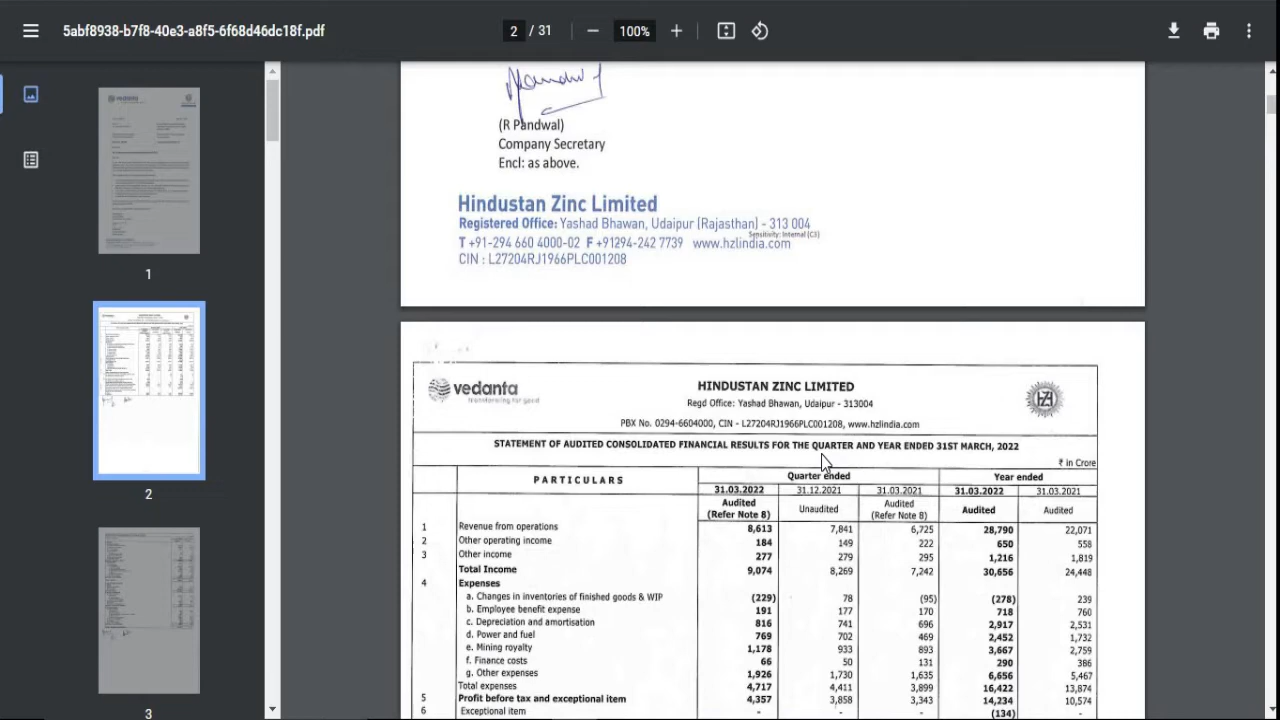 5abf8938-b7f8-40e3-a8f5-6f68d46dc18f.pdf
2 / 31
100%
1
2
3
(R Pandwal)
Company Secretary
Encl: as above.
Hindustan Zinc Limited
Registered Office: Yashad Bhawan, Udaipur (Rajasthan) - 313 004
Sensitivity: Internal (C3)
T +91-294 660 4000-02 F +91294-242 7739 www.hzlindia.com
CIN : L27204RJ1966PLC001208
vedanta
transforming for good
HINDUSTAN ZINC LIMITED
Regd Office: Yashad Bhawan, Udaipur - 313004
PBX No. 0294-6604000, CIN - L27204RJ1966PLC001208, www.hzlindia.com
STATEMENT OF AUDITED CONSOLIDATED FINANCIAL RESULTS FOR THE QUARTER AND YEAR ENDED 31ST MARCH, 2022
₹ in Crore
PARTICULARS Quarter ended Year ended
31.03.2022 31.12.2021 31.03.2021 31.03.2022 31.03.2021
Audited (Refer Note 8) Unaudited Audited (Refer Note 8) Audited Audited
1 Revenue from operations 8,613 7,841 6,725 28,790 22,071
2 Other operating income 184 149 222 650 558
3 Other income 277 279 295 1,216 1,819
Total Income 9,074 8,269 7,242 30,656 24,448
4 Expenses
a. Changes in inventories of finished goods & WIP (229) 78 (95) (278) 239
b. Employee benefit expense 191 177 170 718 760
c. Depreciation and amortisation 816 741 696 2,917 2,531
d. Power and fuel 769 702 469 2,452 1,732
e. Mining royalty 1,178 933 893 3,667 2,759
f. Finance costs 66 50 131 290 386
g. Other expenses 1,926 1,730 1,635 6,656 5,467
Total expenses 4,717 4,411 3,899 16,422 13,874
5 Profit before tax and exceptional item 4,357 3,858 3,343 14,234 10,574
6 Exceptional item - - - (134) -